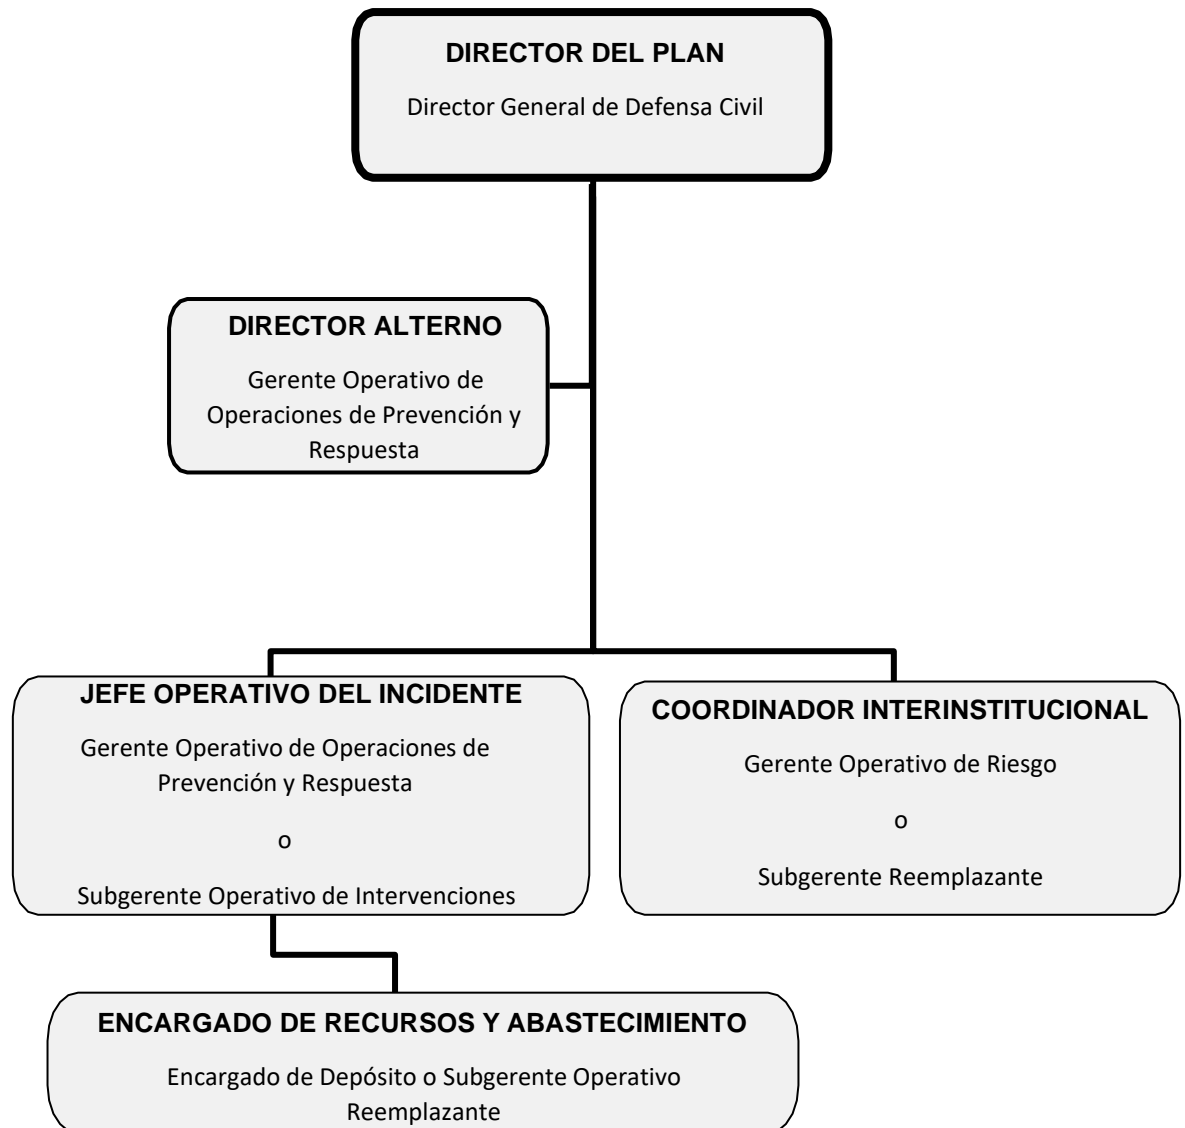 DIRECTOR DEL PLAN
Director General de Defensa Civil
DIRECTOR ALTERNO
Gerente Operativo de
Operaciones de Prevención y
Respuesta
JEFE OPERATIVO DEL INCIDENTE
Gerente Operativo de Operaciones de
Prevención y Respuesta
o
Subgerente Operativo de Intervenciones
COORDINADOR INTERINSTITUCIONAL
Gerente Operativo de Riesgo
o
Subgerente Reemplazante
ENCARGADO DE RECURSOS Y ABASTECIMIENTO
Encargado de Depósito o Subgerente Operativo
Reemplazante